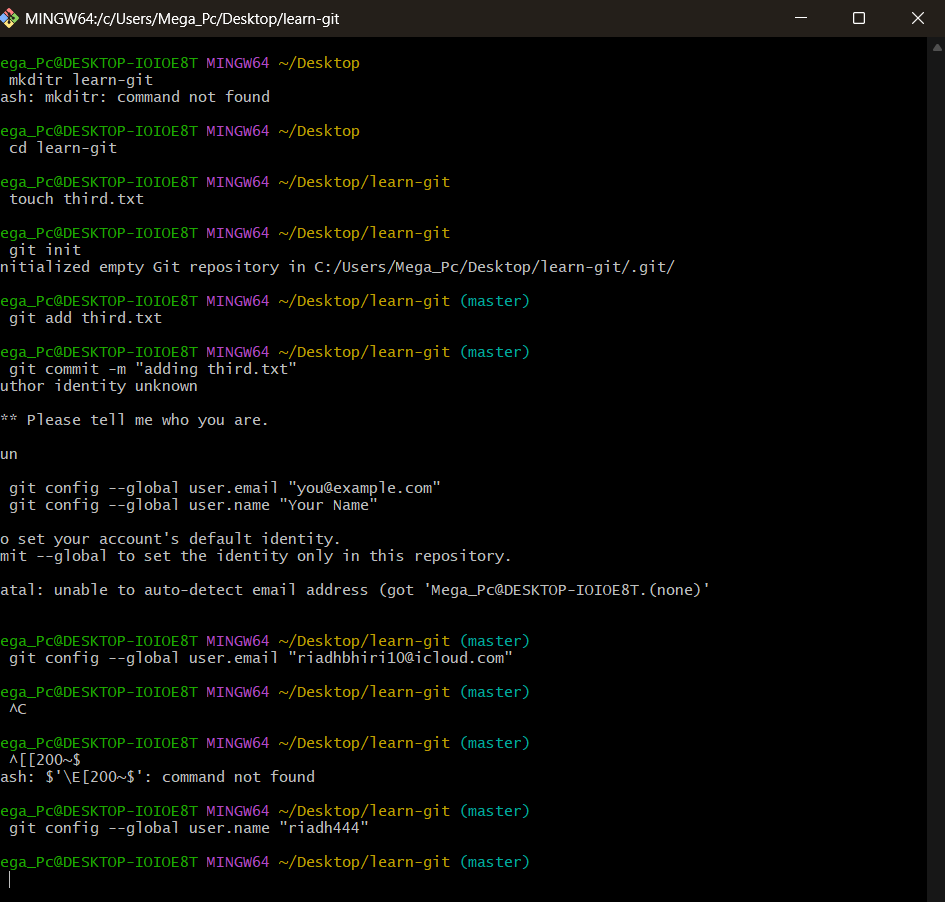 MINGW64:/c/Users/Mega_Pc/Desktop/learn-git
ega_Pc@DESKTOP-IOIOE8T MINGW64 ~/Desktop
mkditr learn-git
ash: mkditr: command not found
ega_Pc@DESKTOP-IOIOE8T MINGW64 ~/Desktop
cd learn-git
ega_Pc@DESKTOP-IOIOE8T MINGW64 ~/Desktop/learn-git
touch third.txt
ega_Pc@DESKTOP-IOIOE8T MINGW64 ~/Desktop/learn-git
git init
nitialized empty Git repository in C:/Users/Mega_Pc/Desktop/learn-git/.git/
ega_Pc@DESKTOP-IOIOE8T MINGW64 ~/Desktop/learn-git (master)
git add third.txt
ega_Pc@DESKTOP-IOIOE8T MINGW64 ~/Desktop/learn-git (master)
git commit -m "adding third.txt"
uthor identity unknown
** Please tell me who you are.
un
git config --global user.email "you@example.com"
git config --global user.name "Your Name"
o set your account's default identity.
mit --global to set the identity only in this repository.
atal: unable to auto-detect email address (got 'Mega_Pc@DESKTOP-IOIOE8T.(none)'
ega_Pc@DESKTOP-IOIOE8T MINGW64 ~/Desktop/learn-git (master)
git config --global user.email "riadhbhiri10@icloud.com"
ega_Pc@DESKTOP-IOIOE8T MINGW64 ~/Desktop/learn-git (master)
^C
ega_Pc@DESKTOP-IOIOE8T MINGW64 ~/Desktop/learn-git (master)
^[[200~$
ash: $'\E[200~$': command not found
ega_Pc@DESKTOP-IOIOE8T MINGW64 ~/Desktop/learn-git (master)
git config --global user.name "riadh444"
ega_Pc@DESKTOP-IOIOE8T MINGW64 ~/Desktop/learn-git (master)